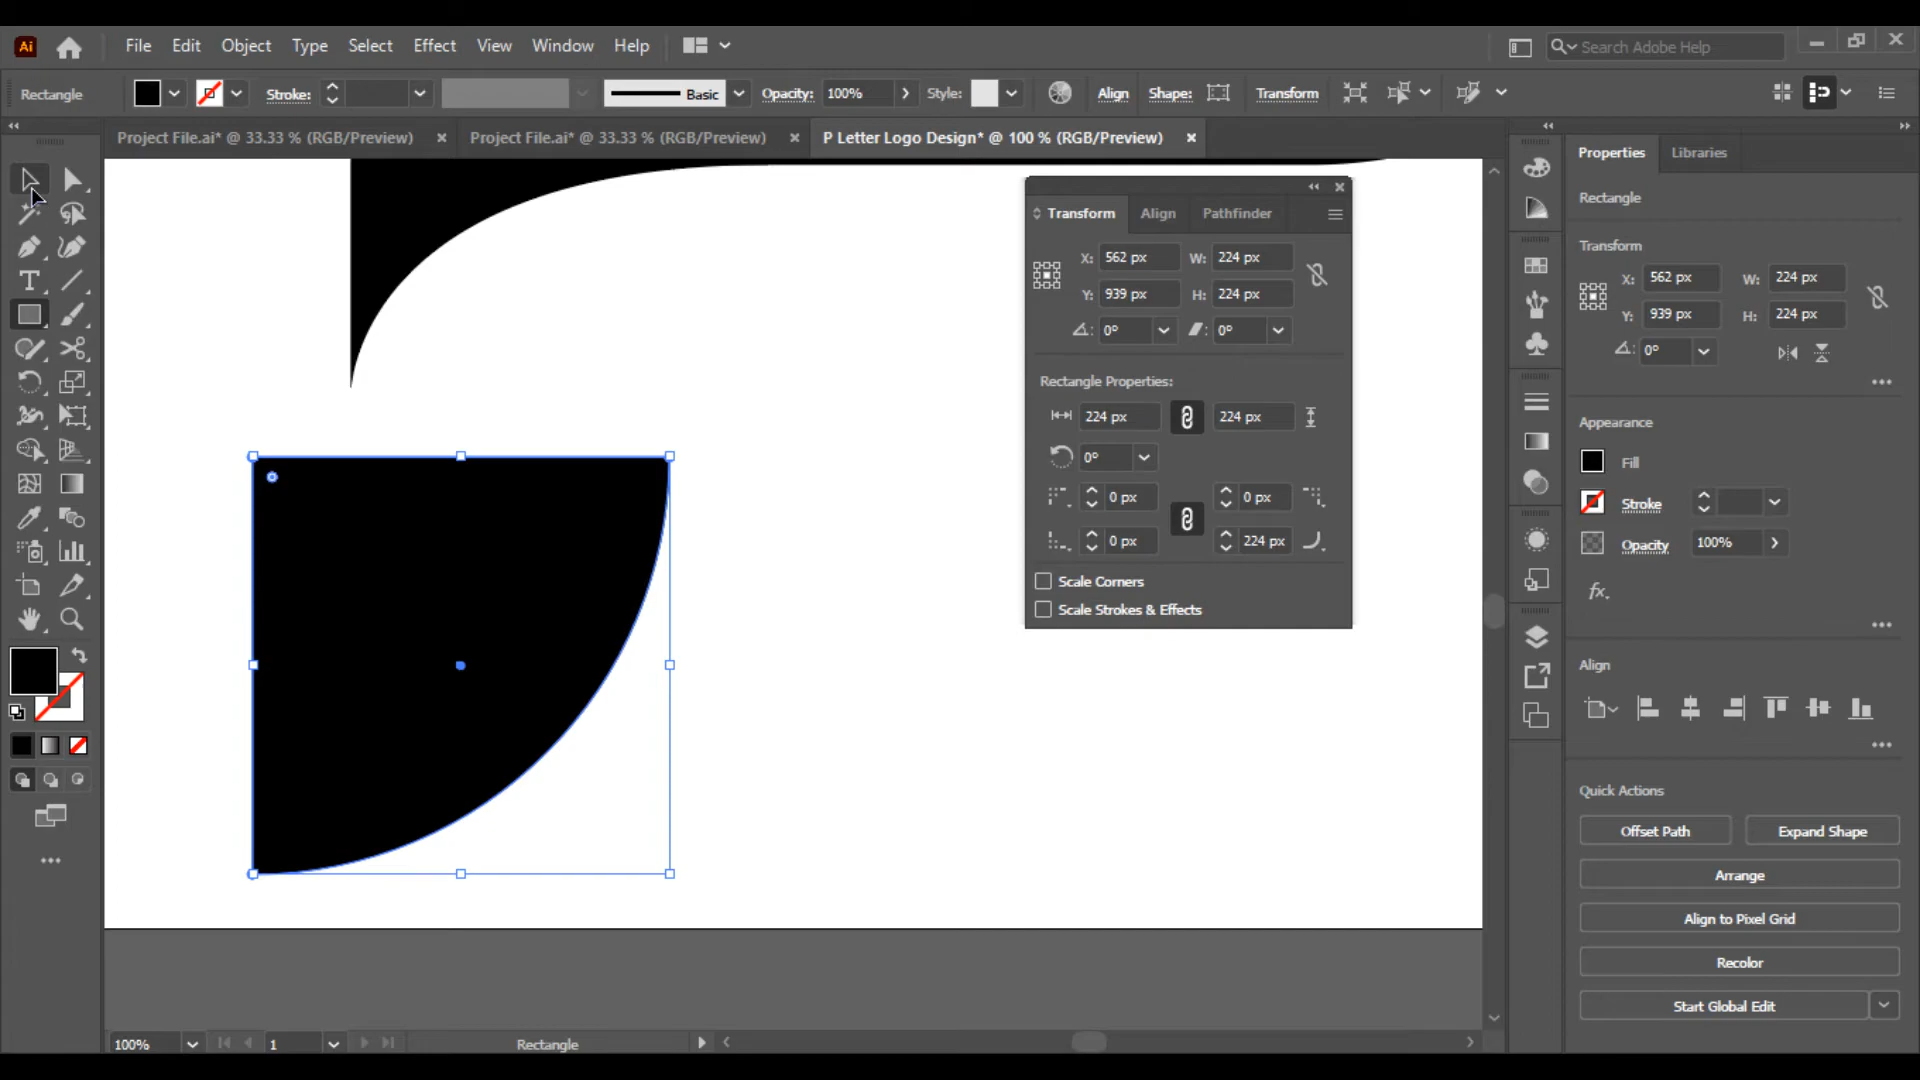 Ai File Edit Object Type Select Effect View Window Help Search Adobe Help
Rectangle Stroke: Basic Opacity: 100% Style: Align Shape: Transform
Project File.ai* @ 33.33 % (RGB/Preview) Project File.ai* @ 33.33 % (RGB/Preview) P Letter Logo Design* @ 100 % (RGB/Preview)
Properties Libraries
Rectangle
Transform
X: 562 px W: 224 px
Y: 939 px H: 224 px
0°
Appearance
Fill
Stroke
Opacity 100%
fx.
Align
Quick Actions
Offset Path Expand Shape
Arrange
Align to Pixel Grid
Recolor
Start Global Edit
Transform Align Pathfinder
X: 562 px W: 224 px
Y: 939 px H: 224 px
0° 0°
Rectangle Properties:
224 px 224 px
0°
0 px 0 px
0 px 224 px
Scale Corners
Scale Strokes & Effects
T
100% 1 Rectangle